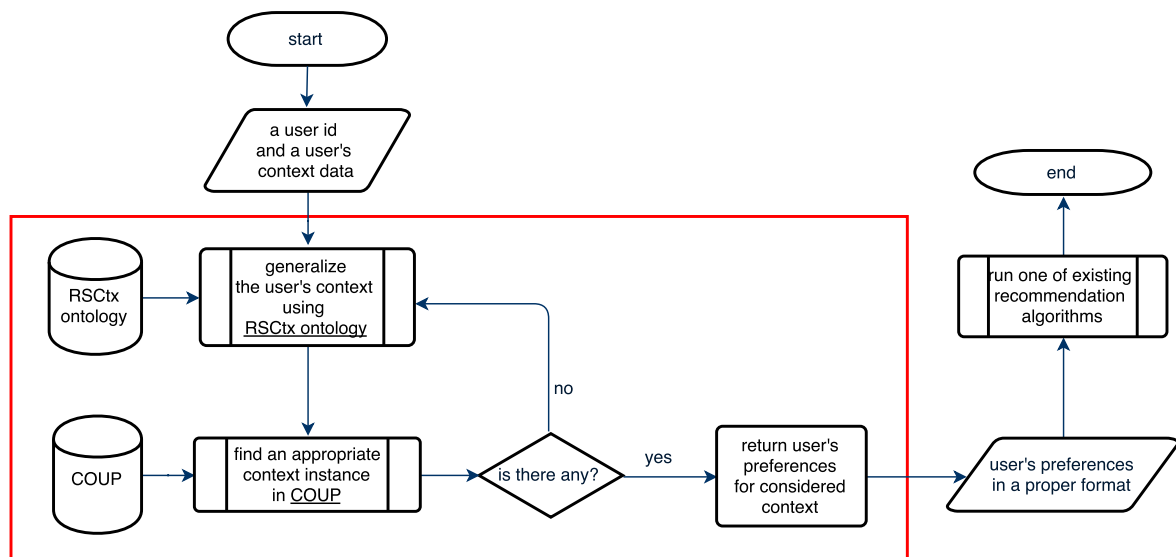 start
a user id
and a user's
context data
RSCtx
ontology
generalize
the user's context
using
RSCtx ontology
no
COUP
find an appropriate
context instance
in COUP
is there any?
yes
return user's
preferences
for considered
context
user's preferences
in a proper format
run one of existing
recommendation
algorithms
end